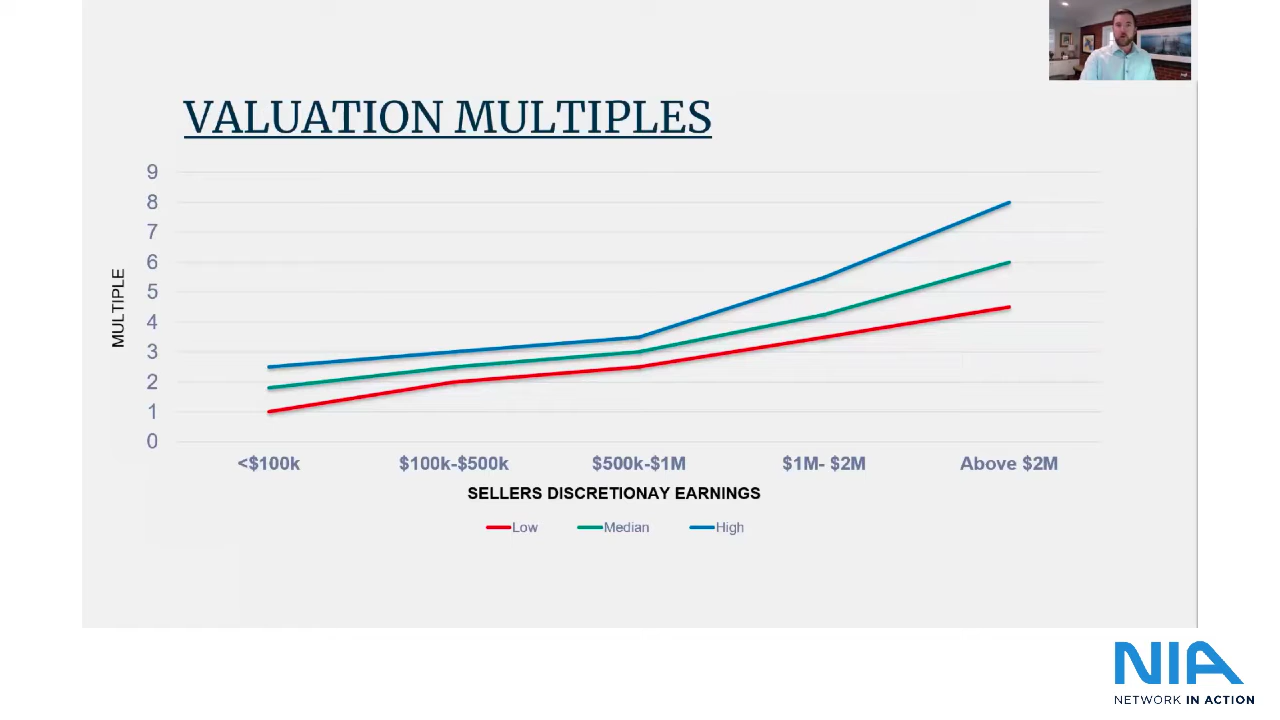 VALUATION MULTIPLES
9
8
7
6
5
4
3
2
1
0
MULTIPLE
<$100k
$100k-$500k
$500k-$1M
$1M- $2M
Above $2M
SELLERS DISCRETIONAY EARNINGS
Low
Median
High
NIA
NETWORK IN ACTION